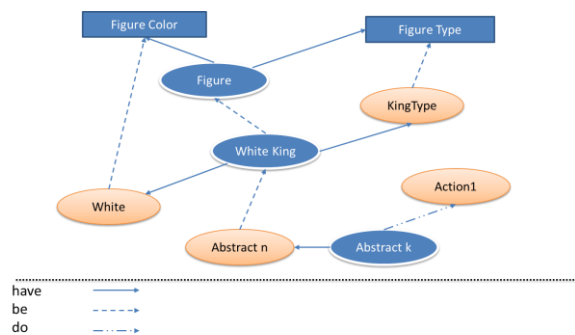 Figure Color
Figure Type
Figure
KingType
White King
Action1
White
Abstract n
Abstract k
have
be
do